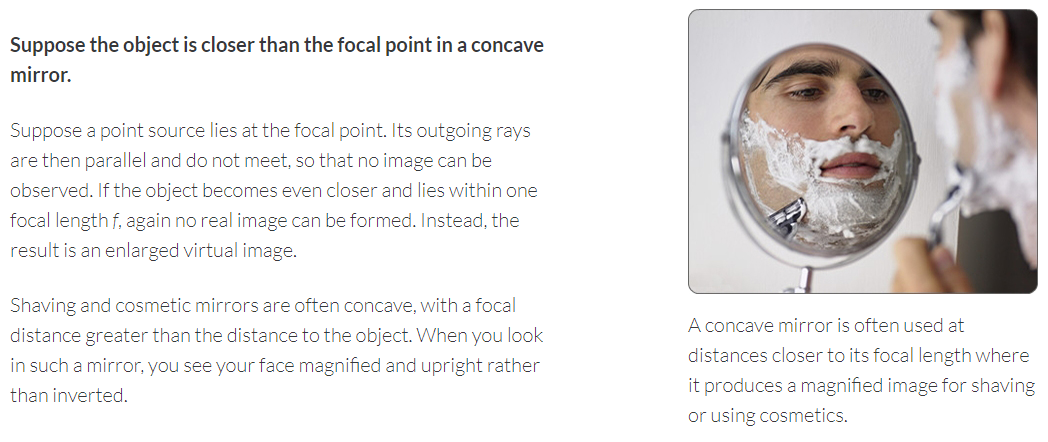 Suppose the object is closer than the focal point in a concave
mirror.
Suppose a point source lies at the focal point. Its outgoing rays
are then parallel and do not meet, so that no image can be
observed. If the object becomes even closer and lies within one
focal length f, again no real image can be formed. Instead, the
result is an enlarged virtual image.
Shaving and cosmetic mirrors are often concave, with a focal
distance greater than the distance to the object. When you look
in such a mirror, you see your face magnified and upright rather
than inverted.
A concave mirror is often used at
distances closer to its focal length where
it produces a magnified image for shaving
or using cosmetics.